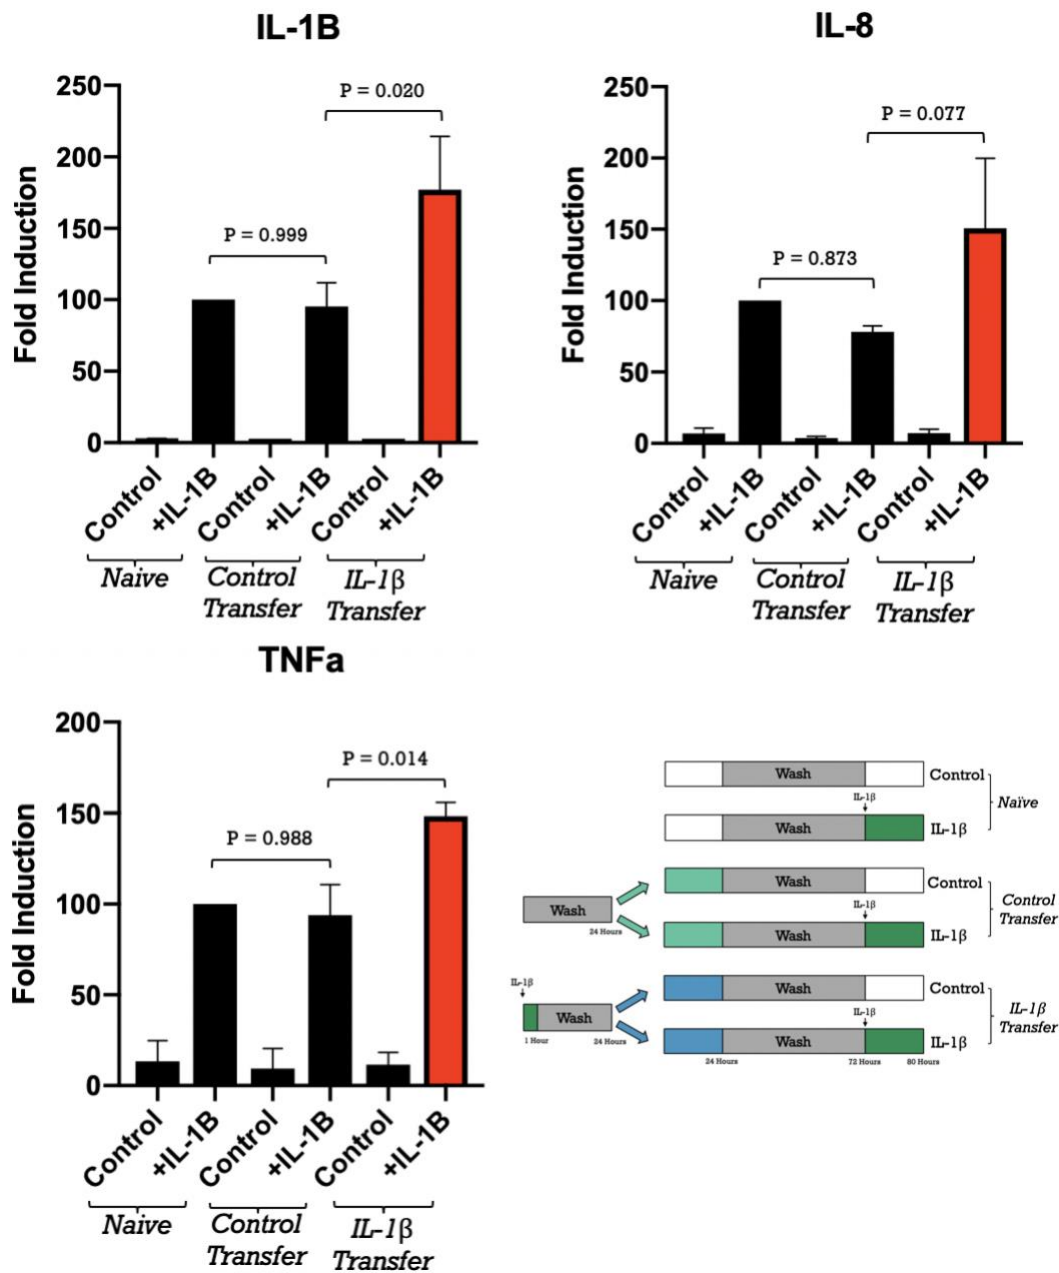 IL-1B
250
200
150
100
50
0
Fold Induction
P = 0.020
P = 0.999
Control
+IL-1B
Control
+IL-1B
Control
+IL-1B
Naive
Control
Transfer
IL-1β
Transfer
IL-8
250
200
150
100
50
0
Fold Induction
P = 0.077
P = 0.873
Control
+IL-1B
Control
+IL-1B
Control
+IL-1B
Naive
Control
Transfer
IL-1β
Transfer
TNFa
200
150
100
50
0
Fold Induction
P = 0.014
P = 0.988
Control
+IL-1B
Control
+IL-1B
Control
+IL-1B
Naive
Control
Transfer
IL-1β
Transfer
Wash
Control
IL-1β
Wash
IL-1β
Naïve
Wash
24 Hours
Wash
Control
IL-1β
Wash
IL-1β
Control
Transfer
IL-1β
Wash
1 Hour
24 Hours
Wash
Control
IL-1β
Wash
IL-1β
IL-1β
Transfer
24 Hours
72 Hours
80 Hours